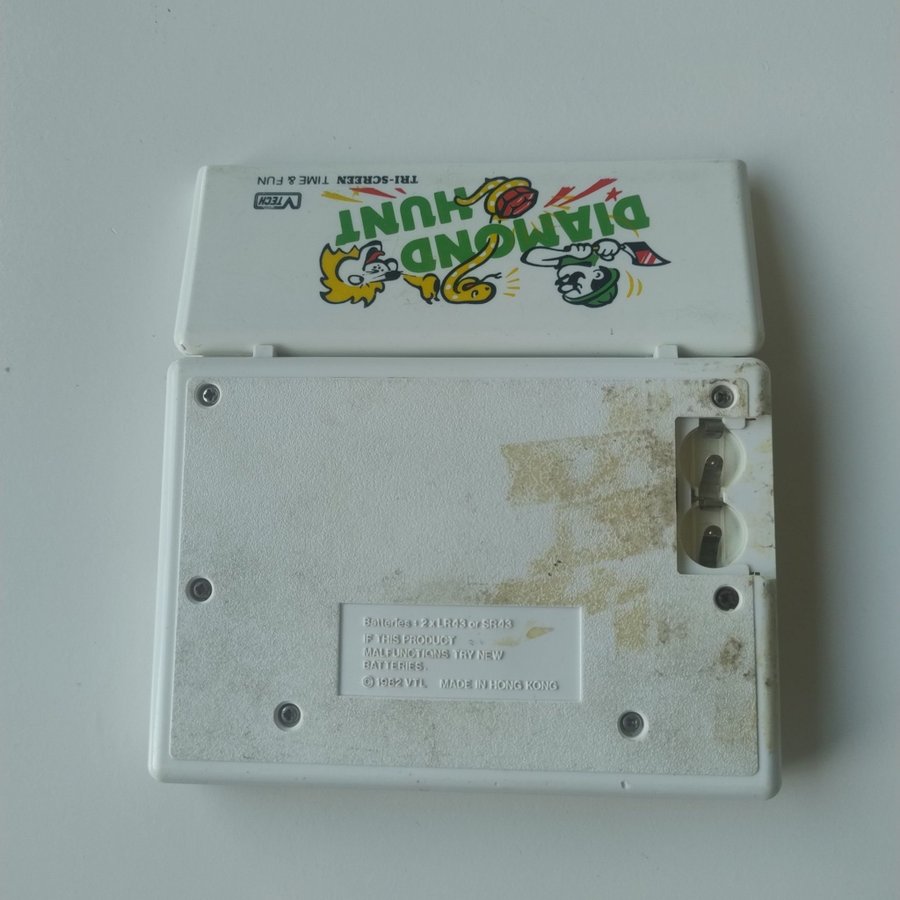 DIAMOND
HUNT
VTECH
TRI-SCREEN TIME & FUN
Batteries : 2 x LR43 or SR43
IF THIS PRODUCT
MALFUNCTIONS TRY NEW
BATTERIES.
© 1982 VTL MADE IN HONG KONG